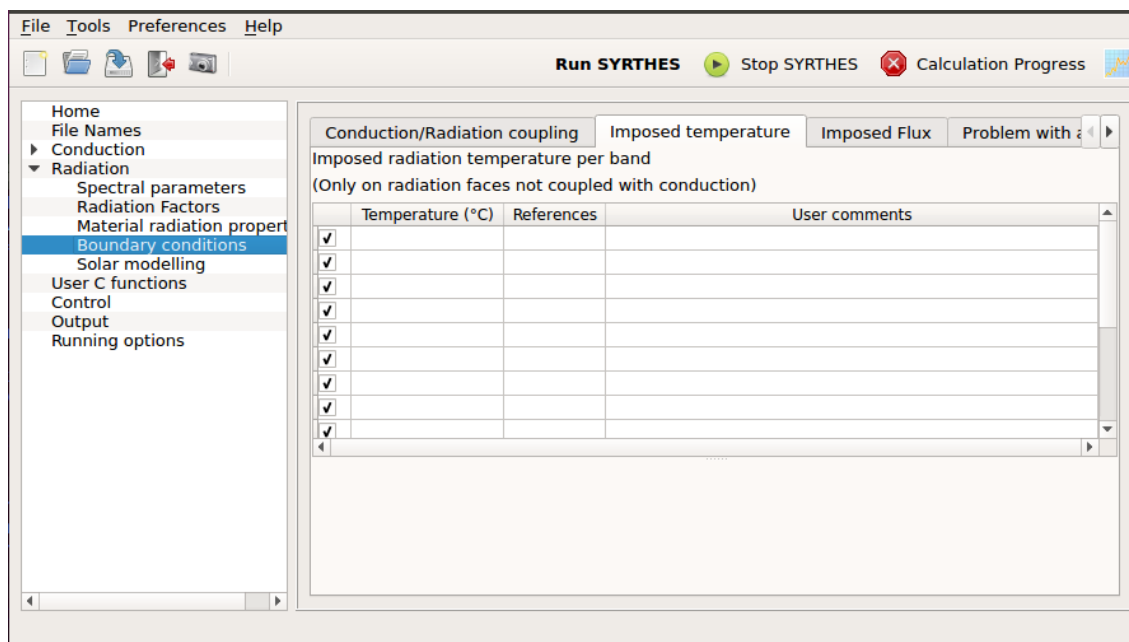 File Tools Preferences Help
Run SYRTHES Stop SYRTHES Calculation Progress
Home
File Names
Conduction
Radiation
Spectral parameters
Radiation Factors
Material radiation propert
Boundary conditions
Solar modelling
User C functions
Control
Output
Running options
Conduction/Radiation coupling Imposed temperature Imposed Flux Problem with
Imposed radiation temperature per band
(Only on radiation faces not coupled with conduction)
Temperature (°C) References User comments